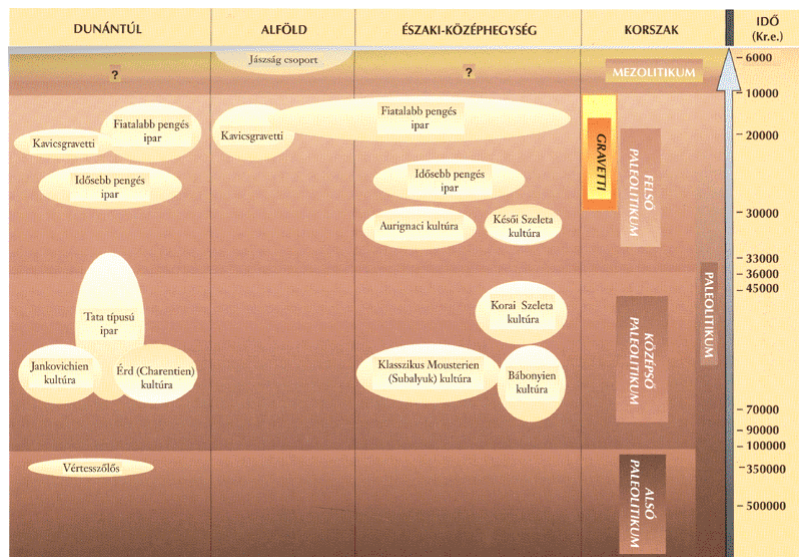 DUNÁNTÚL
ALFÖLD
ÉSZAKI-KÖZÉPHEGYSÉG
KORSZAK
IDŐ
(Kr.e.)
?
Jászság csoport
?
MEZOLITIKUM
6000
10000
Fiatalabb pengés
ipar
Kavicsgravetti
Kavicsgravetti
Fiatalabb pengés
ipar
GRAVETTI
FELSŐ
PALEOLITIKUM
20000
Idősebb pengés
ipar
Idősebb pengés
ipar
Aurignaci kultúra
Késői Szeleta
kultúra
30000
33000
36000
45000
PALEOLITIKUM
Tata típusú
ipar
Korai Szeleta
kultúra
KÖZÉPSŐ
PALEOLITIKUM
Jankovichien
kultúra
Érd (Charentien)
kultúra
Klasszikus Mousterien
(Subalyuk) kultúra
Bábonyien
kultúra
70000
90000
100000
Vértesszőlős
350000
ALSÓ
PALEOLITIKUM
500000